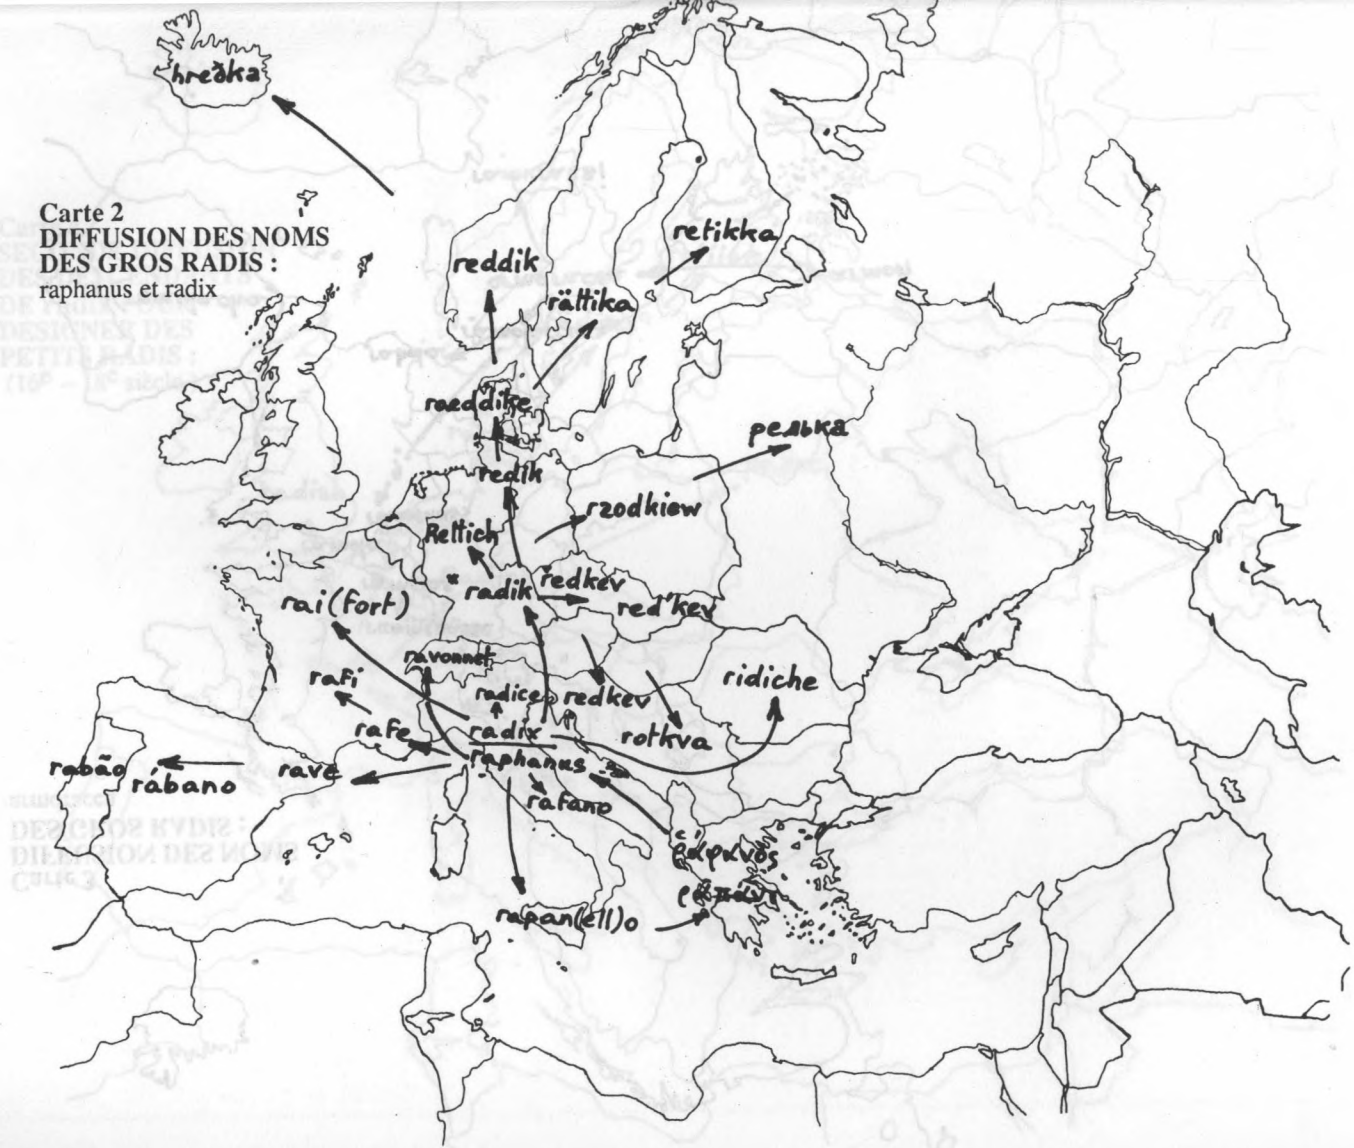 hreðka
Carte 2
DIFFUSION DES NOMS
DES GROS RADIS :
raphanus et radix
retikka
reddik
rättika
raeddike
редька
redik
rzodkiew
Rettich
radik
ředkev
red'kev
rai (fort)
ravonnet
rafi
radice
redkev
ridiche
rafe
radix
rotkva
raphanus
rabão
rábano
rave
rafano
ῥάφανος
rapan(ell)o